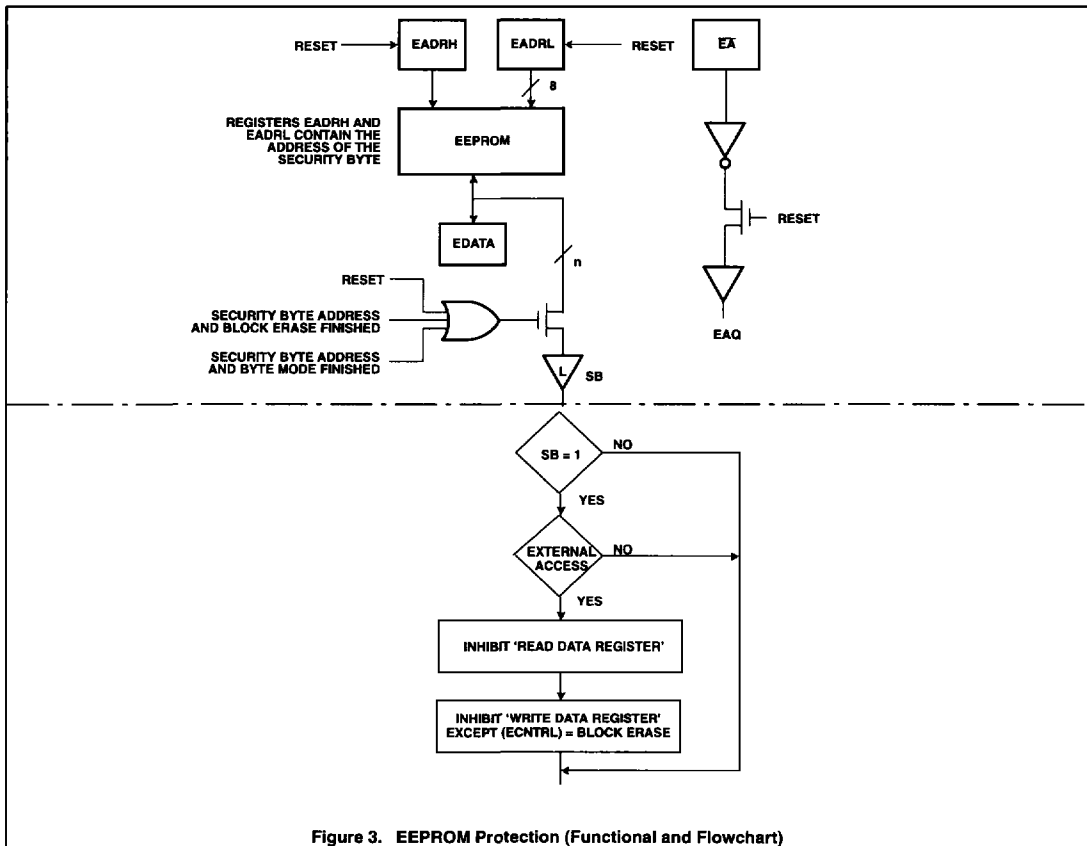 RESET
EADRH
EADRL
RESET
EA
8
REGISTERS EADRH AND
EADRL CONTAIN THE
ADDRESS OF THE
SECURITY BYTE
EEPROM
RESET
EDATA
n
RESET
SECURITY BYTE ADDRESS
AND BLOCK ERASE FINISHED
EAQ
SECURITY BYTE ADDRESS
AND BYTE MODE FINISHED
L
SB
SB = 1
NO
YES
EXTERNAL
ACCESS
NO
YES
INHIBIT ‘READ DATA REGISTER’
INHIBIT ‘WRITE DATA REGISTER’
EXCEPT (ECNTRL) = BLOCK ERASE
Figure 3. EEPROM Protection (Functional and Flowchart)